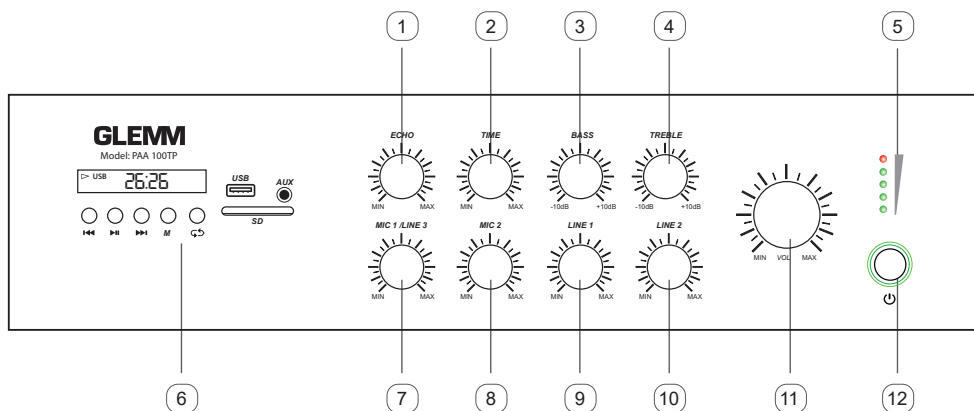 1 2 3 4 5
GLEMM
Model: PAA 100TP
USB 26:26
USB AUX
SD
M
ECHO TIME BASS TREBLE
MIN MAX MIN MAX -10dB +10dB -10dB +10dB
MIC 1 /LINE 3 MIC 2 LINE 1 LINE 2
MIN MAX MIN MAX MIN MAX MIN MAX
MIN VOL MAX
6 7 8 9 10 11 12